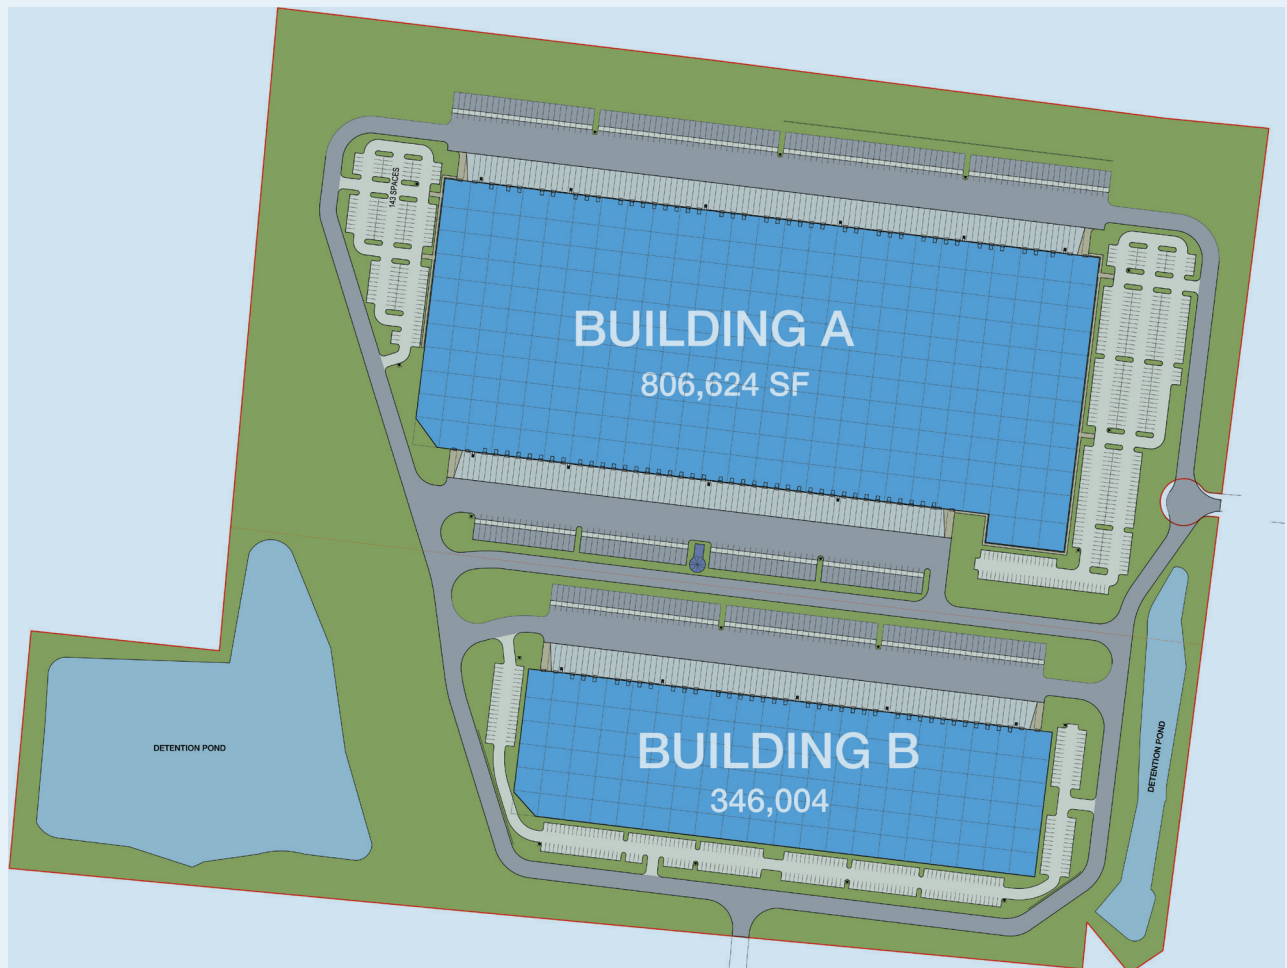 143 SPACES
BUILDING A
806,624 SF
DETENTION POND
BUILDING B
346,004
DETENTION POND